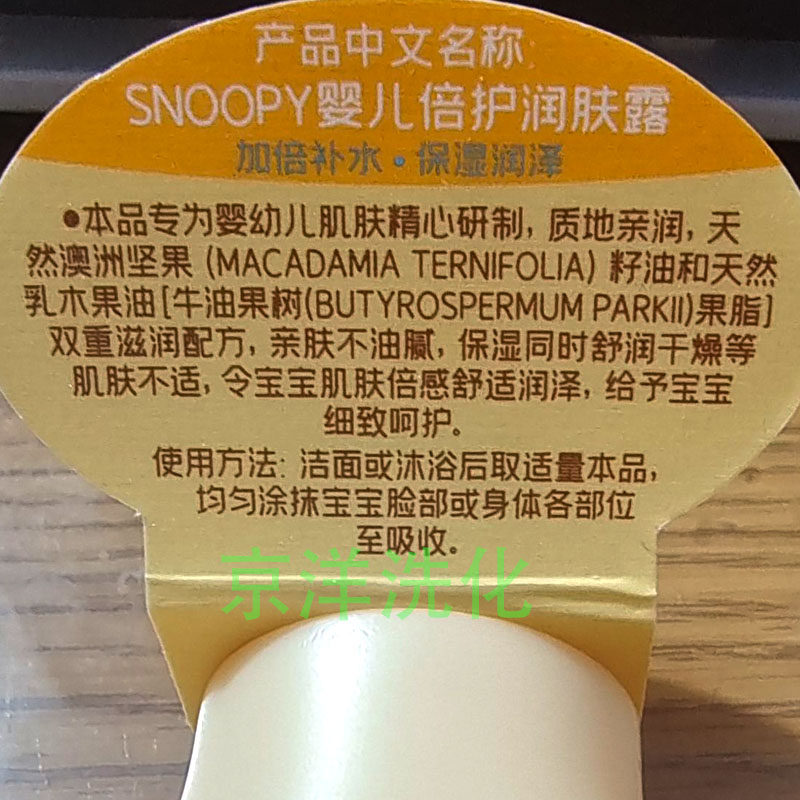 产品中文名称
SNOOPY婴儿倍护润肤露
加倍补水·保湿润泽
•本品专为婴幼儿肌肤精心研制，质地亲润，天
然澳洲坚果 (MACADAMIA TERNIFOLIA) 籽油和天然
乳木果油[牛油果树(BUTYROSPERMUM PARKII)果脂]
双重滋润配方，亲肤不油腻，保湿同时舒润干燥等
肌肤不适，令宝宝肌肤倍感舒适润泽，给予宝宝
细致呵护。
使用方法: 洁面或沐浴后取适量本品，
均匀涂抹宝宝脸部或身体各部位
至吸收。
京洋洗化